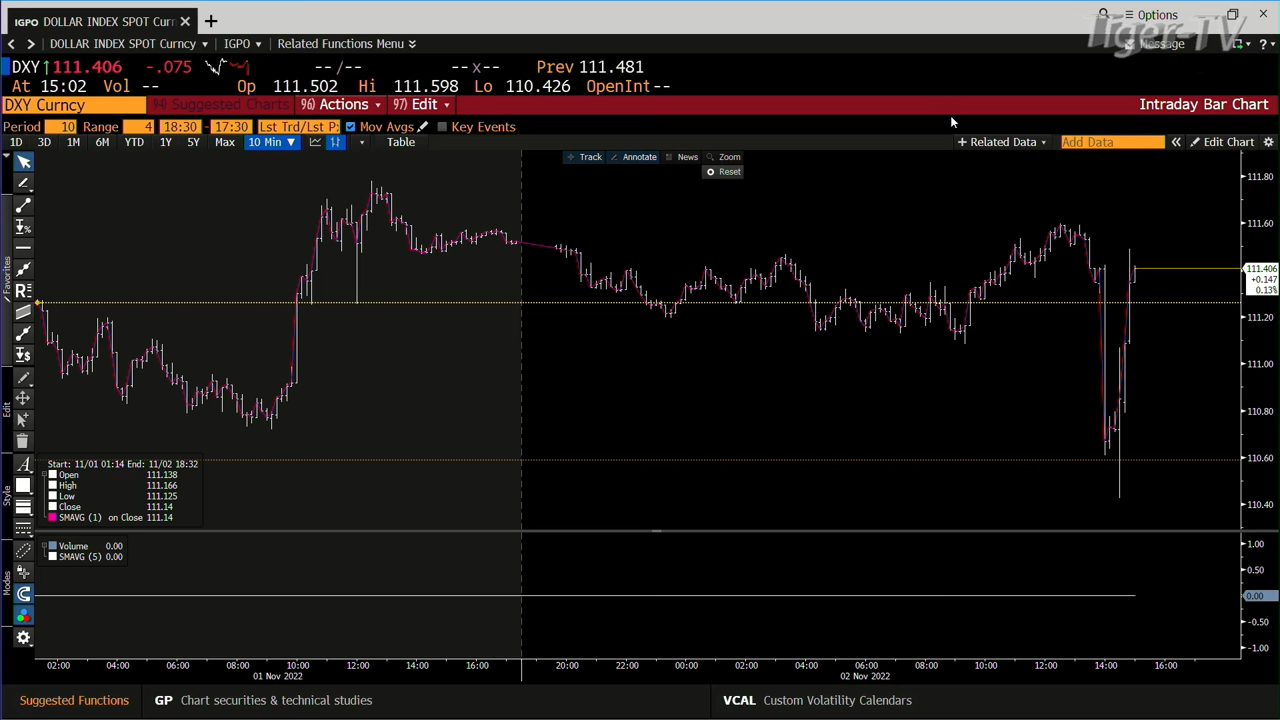 IGPO DOLLAR INDEX SPOT Curn × +
Options
Tiger-TV
DOLLAR INDEX SPOT Curncy IGPO Related Functions Menu Message ?
DXY ↑111.406 -.075 --/-- --x-- Prev 111.481
At 15:02 Vol -- Op 111.502 Hi 111.598 Lo 110.426 OpenInt --
DXY Curncy 94) Suggested Charts 96) Actions 97) Edit Intraday Bar Chart
Period 10 Range 4 18:30 - 17:30 Lst Trd/Lst P: Mov Avgs Key Events
1D 3D 1M 6M YTD 1Y 5Y Max 10 Min ▼ Table + Related Data Add Data « Edit Chart
Track Annotate News Zoom
Reset
111.80
111.60
111.406
+0.147
0.13%
111.20
111.00
110.80
110.60
110.40
Favorites
Edit
Style
Modes
Start: 11/01 01:14 End: 11/02 18:32
Open 111.138
High 111.166
Low 111.125
Close 111.14
SMAVG (1) on Close 111.14
Volume 0.00
SMAVG (5) 0.00
1.00
0.50
0.00
-0.50
-1.00
02:00 04:00 06:00 08:00 10:00 12:00 14:00 16:00 20:00 22:00 00:00 02:00 04:00 06:00 08:00 10:00 12:00 14:00 16:00
01 Nov 2022 02 Nov 2022
Suggested Functions GP Chart securities & technical studies VCAL Custom Volatility Calendars